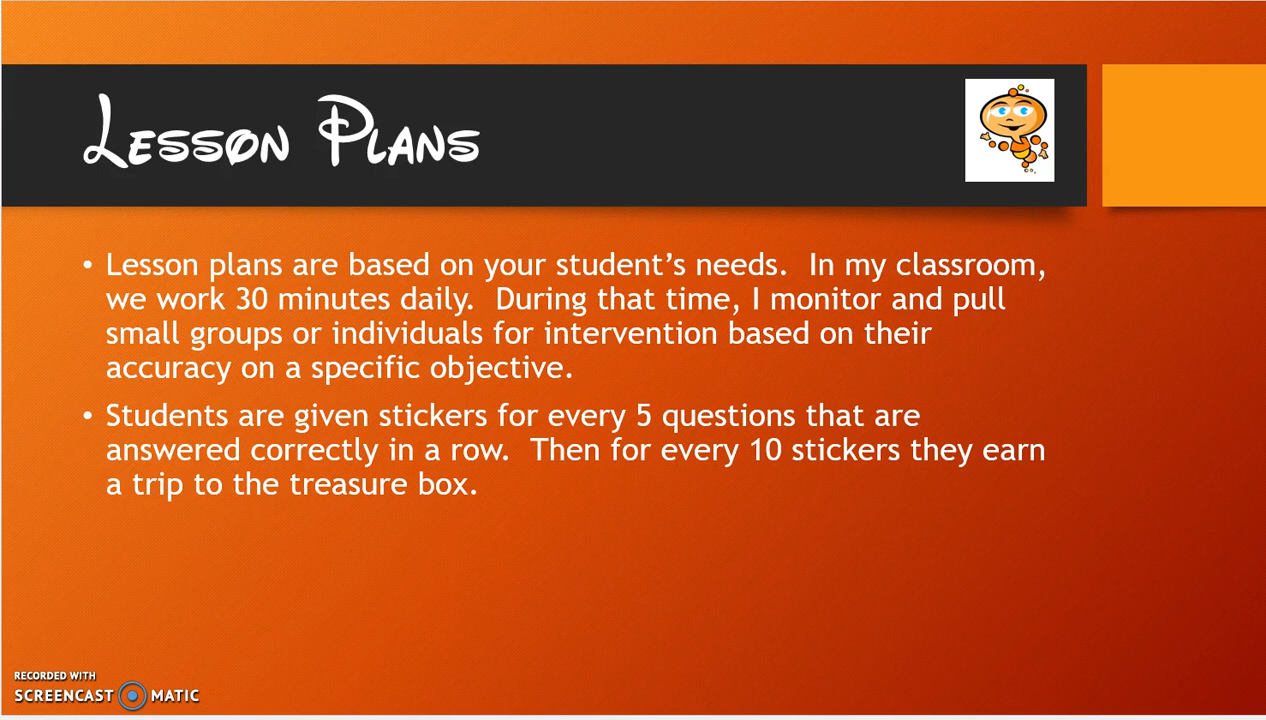 Lesson Plans
• Lesson plans are based on your student’s needs.  In my classroom,
we work 30 minutes daily.  During that time, I monitor and pull
small groups or individuals for intervention based on their
accuracy on a specific objective.
• Students are given stickers for every 5 questions that are
answered correctly in a row.  Then for every 10 stickers they earn
a trip to the treasure box.
RECORDED WITH
SCREENCAST MATIC